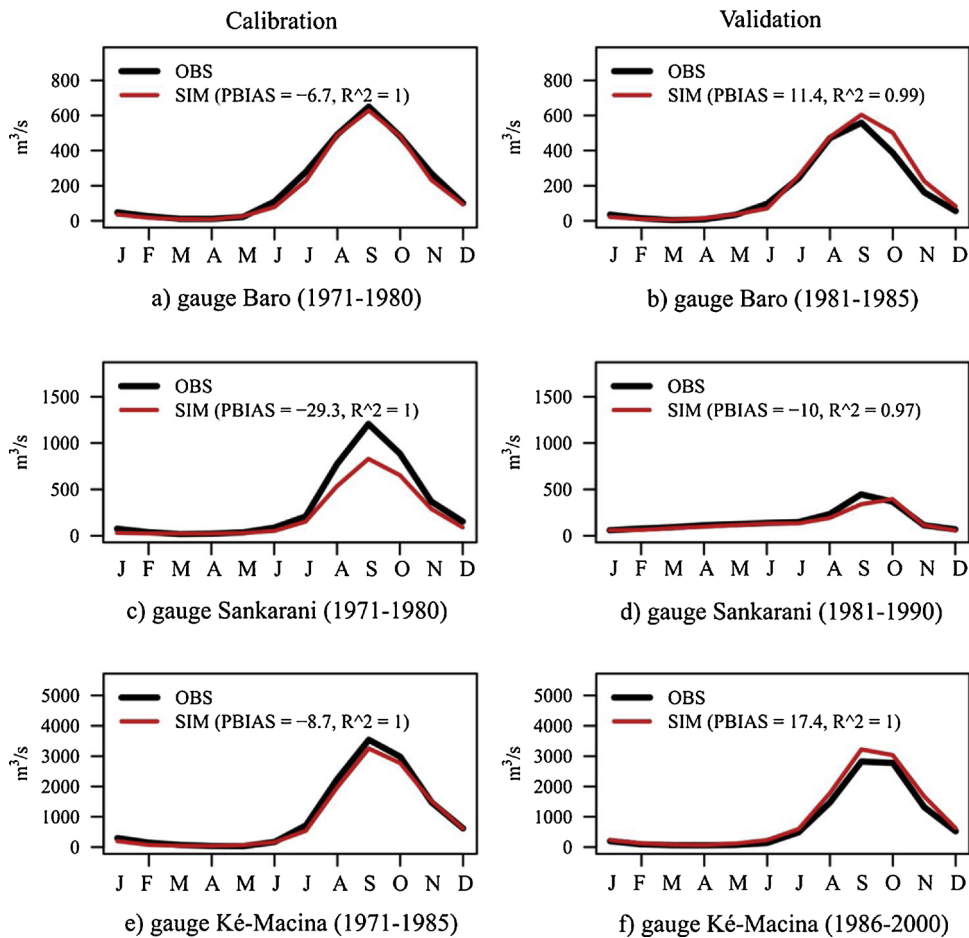 Calibration
Validation
m³/s
800
600
400
200
0
OBS
SIM (PBIAS = −6.7, R^2 = 1)
J F M A M J J A S O N D
a) gauge Baro (1971-1980)
m³/s
800
600
400
200
0
OBS
SIM (PBIAS = 11.4, R^2 = 0.99)
J F M A M J J A S O N D
b) gauge Baro (1981-1985)
m³/s
1500
1000
500
0
OBS
SIM (PBIAS = −29.3, R^2 = 1)
J F M A M J J A S O N D
c) gauge Sankarani (1971-1980)
m³/s
1500
1000
500
0
OBS
SIM (PBIAS = −10, R^2 = 0.97)
J F M A M J J A S O N D
d) gauge Sankarani (1981-1990)
m³/s
5000
4000
3000
2000
1000
0
OBS
SIM (PBIAS = −8.7, R^2 = 1)
J F M A M J J A S O N D
e) gauge Ké-Macina (1971-1985)
m³/s
5000
4000
3000
2000
1000
0
OBS
SIM (PBIAS = 17.4, R^2 = 1)
J F M A M J J A S O N D
f) gauge Ké-Macina (1986-2000)